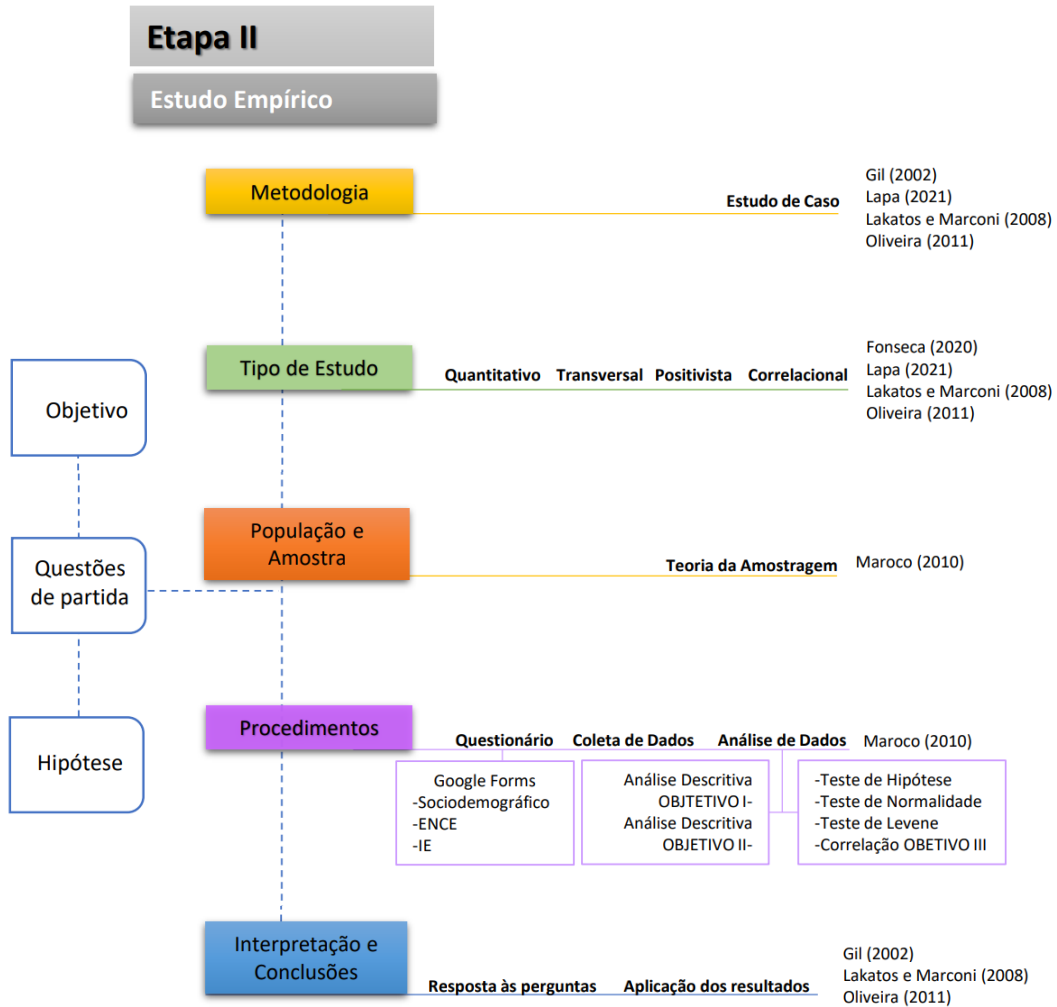 Etapa II
Estudo Empírico
Metodologia
Estudo de Caso
Gil (2002)
Lapa (2021)
Lakatos e Marconi (2008)
Oliveira (2011)
Tipo de Estudo
Quantitativo Transversal Positivista Correlacional
Fonseca (2020)
Lapa (2021)
Lakatos e Marconi (2008)
Oliveira (2011)
Objetivo
População e
Amostra
Teoria da Amostragem
Maroco (2010)
Questões
de partida
Hipótese
Procedimentos
Questionário Coleta de Dados Análise de Dados
Maroco (2010)
Google Forms
-Sociodemográfico
-ENCE
-IE
Análise Descritiva
OBJTETIVO I-
Análise Descritiva
OBJETIVO II-
-Teste de Hipótese
-Teste de Normalidade
-Teste de Levene
-Correlação OBETIVO III
Interpretação e
Conclusões
Resposta às perguntas Aplicação dos resultados
Gil (2002)
Lakatos e Marconi (2008)
Oliveira (2011)